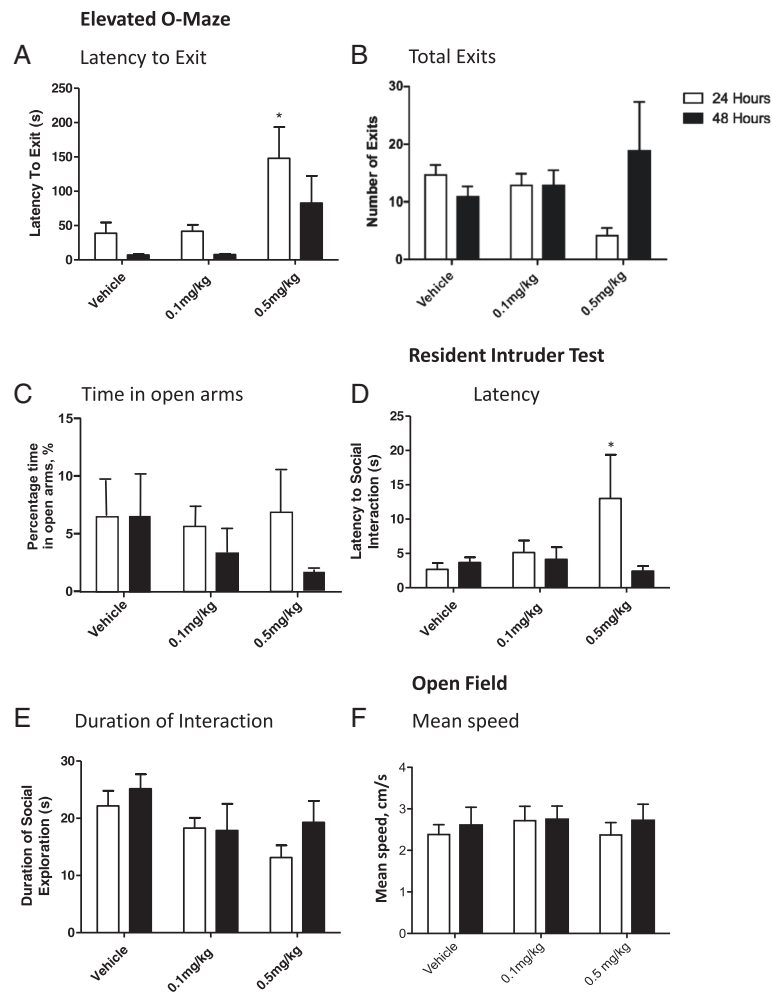 Elevated O-Maze
A Latency to Exit
Latency To Exit (s)
250
200
150
100
50
0
*
Vehicle
0.1mg/kg
0.5mg/kg
B Total Exits
Number of Exits
30
20
10
0
Vehicle
0.1mg/kg
0.5mg/kg
24 Hours
48 Hours
Resident Intruder Test
C Time in open arms
Percentage time
in open arms, %
15
10
5
0
Vehicle
0.1mg/kg
0.5mg/kg
D Latency
Latency to Social
Interaction (s)
25
20
15
10
5
0
*
Vehicle
0.1mg/kg
0.5mg/kg
Open Field
E Duration of Interaction
Duration of Social
Exploration (s)
30
20
10
0
Vehicle
0.1mg/kg
0.5mg/kg
F Mean speed
Mean speed, cm/s
4
3
2
1
0
Vehicle
0.1mg/kg
0.5 mg/kg